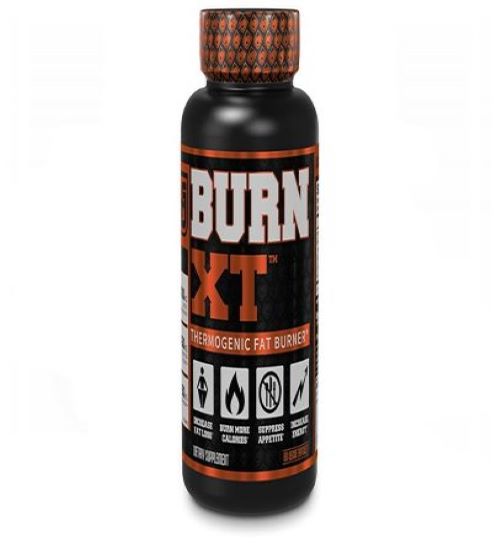 BURN
XT™
THERMOGENIC FAT BURNER*
INCREASE
FAT LOSS*
BURN MORE
CALORIES*
SUPPRESS
APPETITE*
INCREASE
ENERGY*
DIETARY SUPPLEMENT